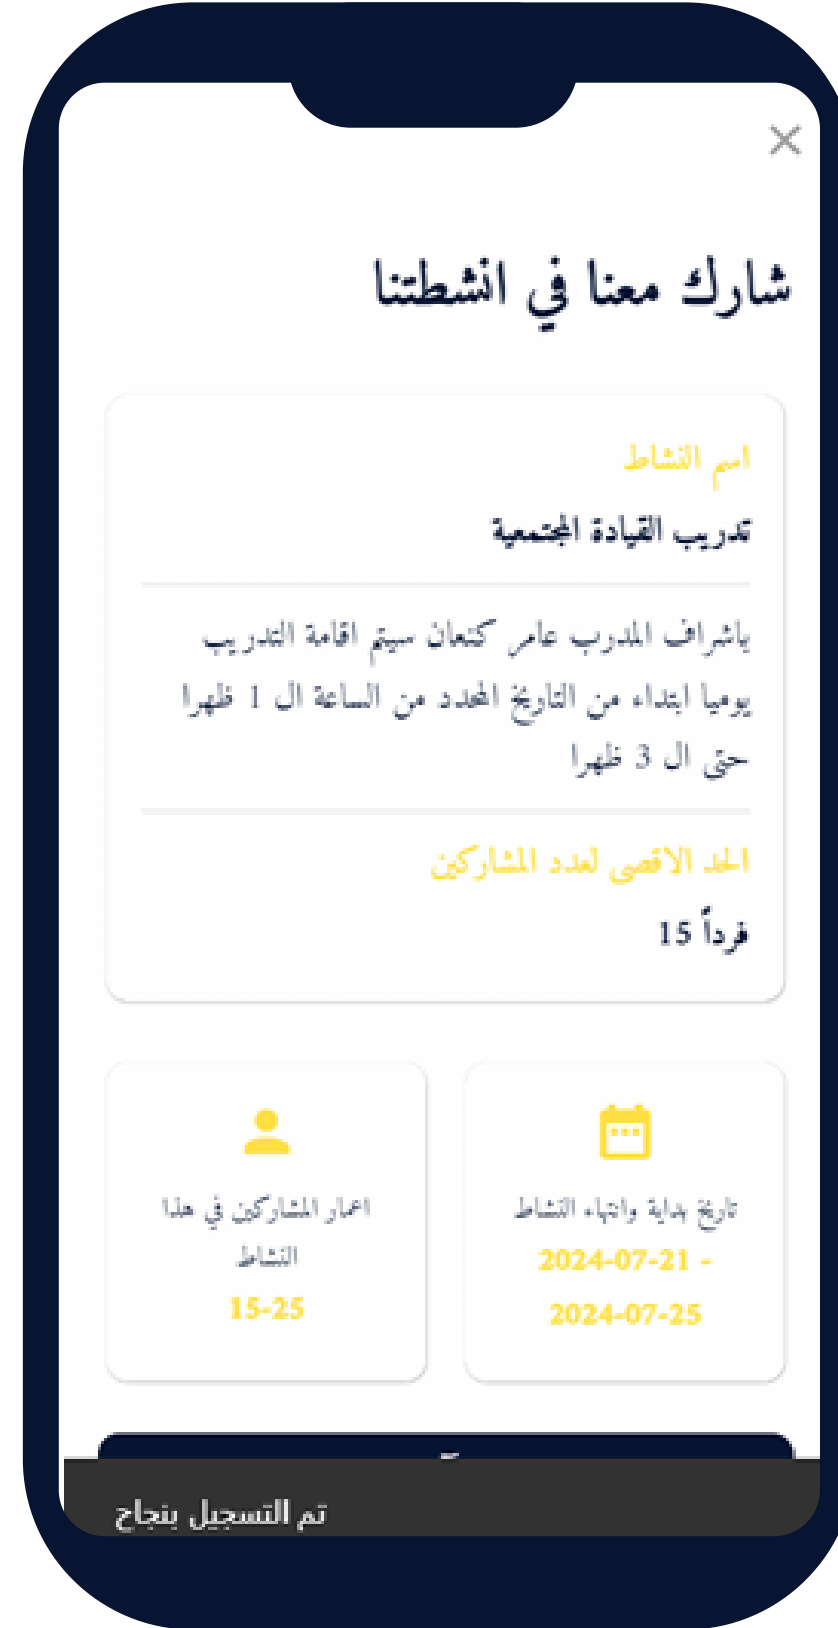 شارك معنا في انشطتنا
اسم النشاط
تدريب القيادة المجتمعية
باشراف المدرب عامر كنعان سيتم اقامة التدريب
يوميا ابتداء من التاريخ المحدد من الساعة ال 1 ظهرا
حتى ال 3 ظهرا
الحد الاقصى لعدد المشاركين
فرداً 15
تاريخ بداية وانتهاء النشاط
2024-07-21 -
2024-07-25
اعمار المشاركين في هذا
النشاط
15-25
تم التسجيل بنجاح